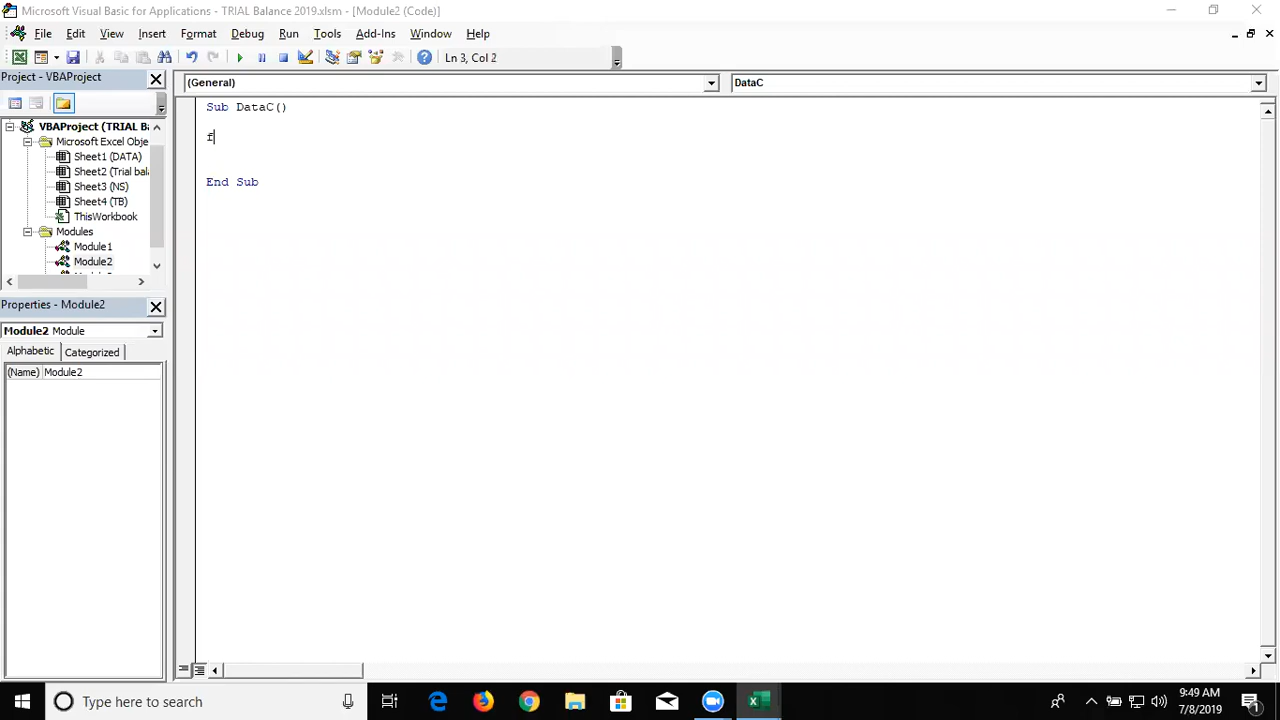 Microsoft Visual Basic for Applications - TRIAL Balance 2019.xlsm - [Module2 (Code)]
File Edit View Insert Format Debug Run Tools Add-Ins Window Help
Ln 3, Col 2
Project - VBAProject
(General)
DataC
VBAProject (TRIAL Ba
Microsoft Excel Obje
Sheet1 (DATA)
Sheet2 (Trial bal
Sheet3 (NS)
Sheet4 (TB)
ThisWorkbook
Modules
Module1
Module2
Sub DataC()
f
End Sub
Properties - Module2
Module2 Module
Alphabetic Categorized
(Name) Module2
Type here to search
9:49 AM
7/8/2019
1